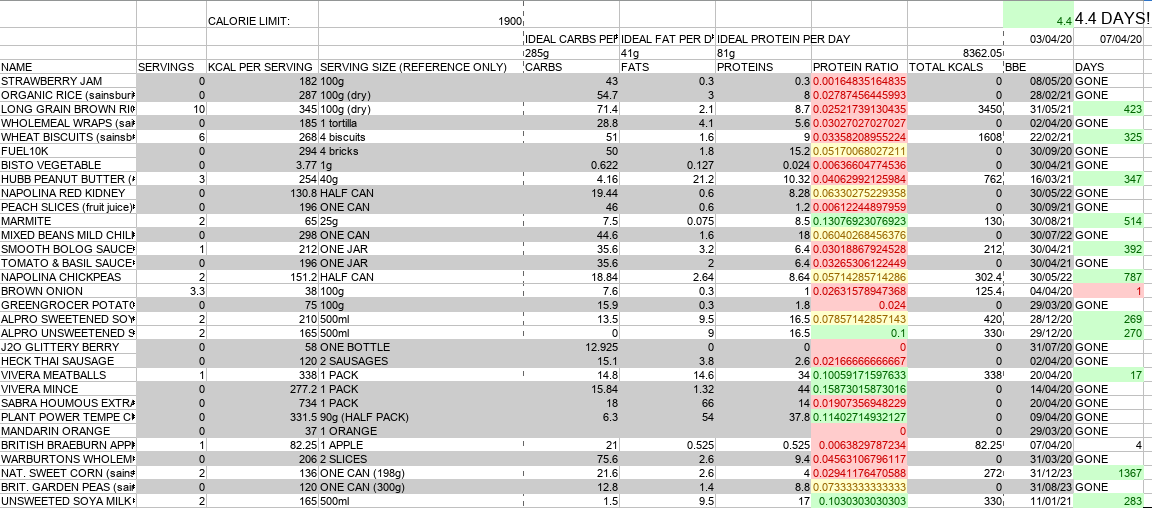 CALORIE LIMIT: 1900 4.4 4.4 DAYS!
IDEAL CARBS PER IDEAL FAT PER D IDEAL PROTEIN PER DAY 03/04/20 07/04/20
285g 41g 81g 8362.05
NAME SERVINGS KCAL PER SERVING SERVING SIZE (REFERENCE ONLY) CARBS FATS PROTEINS PROTEIN RATIO TOTAL KCALS BBE DAYS
STRAWBERRY JAM 0 182 100g 43 0.3 0.3 0.00164835164835 0 08/05/20 GONE
ORGANIC RICE (sainsbur 0 287 100g (dry) 54.7 3 8 0.02787456445993 0 28/02/21 GONE
LONG GRAIN BROWN RI 10 345 100g (dry) 71.4 2.1 8.7 0.02521739130435 3450 31/05/21 423
WHOLEMEAL WRAPS (sai 0 185 1 tortilla 28.8 4.1 5.6 0.03027027027027 0 02/04/20 GONE
WHEAT BISCUITS (sainsb 6 268 4 biscuits 51 1.6 9 0.03358208955224 1608 22/02/21 325
FUEL10K 0 294 4 bricks 50 1.8 15.2 0.05170068027211 0 30/09/20 GONE
BISTO VEGETABLE 0 3.77 1g 0.622 0.127 0.024 0.00636604774536 0 30/04/21 GONE
HUBB PEANUT BUTTER ( 3 254 40g 4.16 21.2 10.32 0.04062992125984 762 16/03/21 347
NAPOLINA RED KIDNEY 0 130.8 HALF CAN 19.44 0.6 8.28 0.06330275229358 0 30/05/22 GONE
PEACH SLICES (fruit juice) 0 196 ONE CAN 46 0.6 1.2 0.00612244897959 0 30/09/21 GONE
MARMITE 2 65 25g 7.5 0.075 8.5 0.13076923076923 130 30/08/21 514
MIXED BEANS MILD CHIL 0 298 ONE CAN 44.6 1.6 18 0.06040268456376 0 30/07/22 GONE
SMOOTH BOLOG SAUCE 1 212 ONE JAR 35.6 3.2 6.4 0.03018867924528 212 30/04/21 392
TOMATO & BASIL SAUCE 0 196 ONE JAR 35.6 2 6.4 0.03265306122449 0 30/04/21 GONE
NAPOLINA CHICKPEAS 2 151.2 HALF CAN 18.84 2.64 8.64 0.05714285714286 302.4 30/05/22 787
BROWN ONION 3.3 38 100g 7.6 0.3 1 0.02631578947368 125.4 04/04/20 1
GREENGROCER POTATO 0 75 100g 15.9 0.3 1.8 0.024 0 29/03/20 GONE
ALPRO SWEETENED SOY 2 210 500ml 13.5 9.5 16.5 0.07857142857143 420 28/12/20 269
ALPRO UNSWEETENED S 2 165 500ml 0 9 16.5 0.1 330 29/12/20 270
J2O GLITTERY BERRY 0 58 ONE BOTTLE 12.925 0 0 0 0 31/07/20 GONE
HECK THAI SAUSAGE 0 120 2 SAUSAGES 15.1 3.8 2.6 0.02166666666667 0 02/04/20 GONE
VIVERA MEATBALLS 1 338 1 PACK 14.8 14.6 34 0.10059171597633 338 20/04/20 17
VIVERA MINCE 0 277.2 1 PACK 15.84 1.32 44 0.15873015873016 0 14/04/20 GONE
SABRA HOUMOUS EXTRA 0 734 1 PACK 18 66 14 0.01907356948229 0 20/04/20 GONE
PLANT POWER TEMPE C 0 331.5 90g (HALF PACK) 6.3 54 37.8 0.11402714932127 0 09/04/20 GONE
MANDARIN ORANGE 0 37 1 ORANGE 0 0 29/03/20 GONE
BRITISH BRAEBURN APP 1 82.25 1 APPLE 21 0.525 0.525 0.0063829787234 82.25 07/04/20 4
WARBURTONS WHOLEM 0 206 2 SLICES 75.6 2.6 9.4 0.04563106796117 0 31/03/20 GONE
NAT. SWEET CORN (sains 2 136 ONE CAN (198g) 21.6 2.6 4 0.02941176470588 272 31/12/23 1367
BRIT. GARDEN PEAS (sai 0 120 ONE CAN (300g) 12.8 1.4 8.8 0.07333333333333 0 31/08/23 GONE
UNSWEETED SOYA MILK 2 165 500ml 1.5 9.5 17 0.1030303030303 330 11/01/21 283